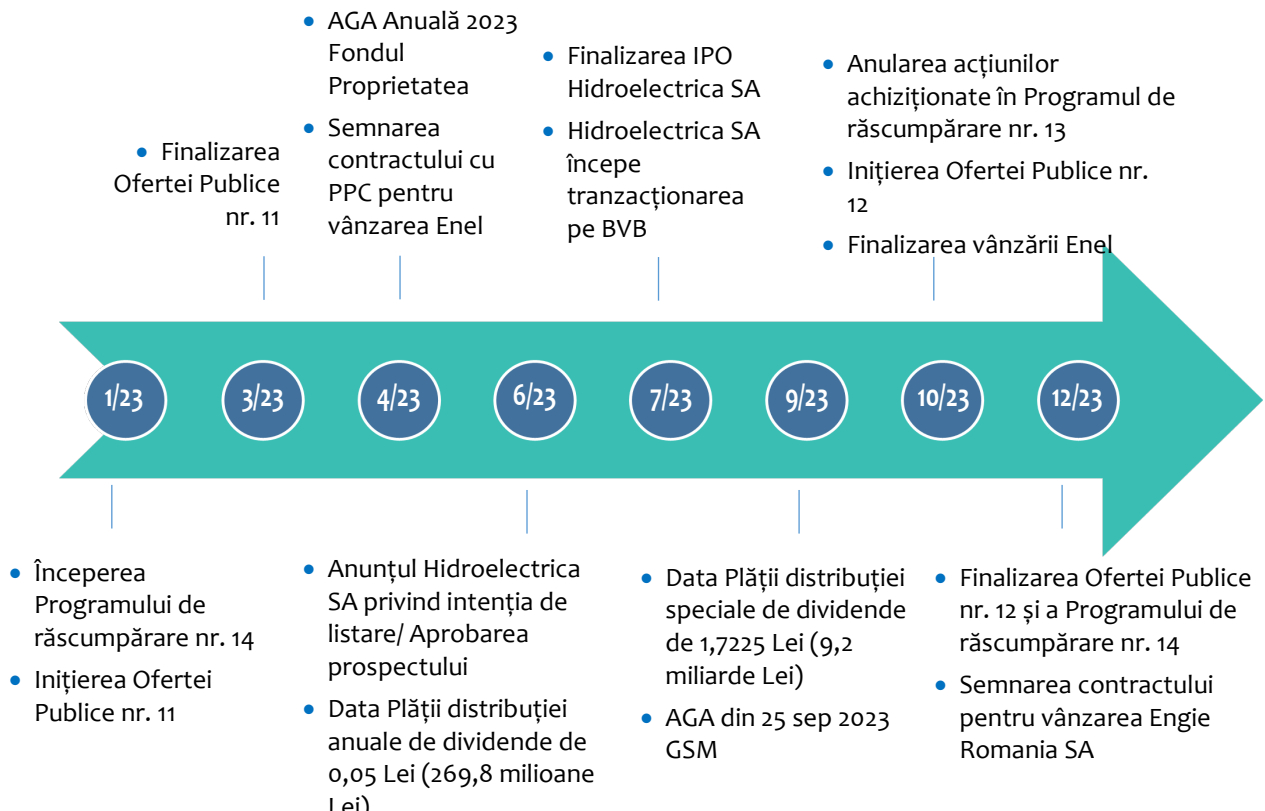 • AGA Anuală 2023
Fondul
Proprietatea
• Semnarea
contractului cu
PPC pentru
vânzarea Enel
• Finalizarea IPO
Hidroelectrica SA
• Hidroelectrica SA
începe
tranzacționarea
pe BVB
• Anularea acțiunilor
achiziționate în Programul de
răscumpărare nr. 13
• Inițierea Ofertei Publice nr.
12
• Finalizarea vânzării Enel
• Finalizarea
Ofertei Publice
nr. 11
1/23
3/23
4/23
6/23
7/23
9/23
10/23
12/23
• Începerea
Programului de
răscumpărare nr. 14
• Inițierea Ofertei
Publice nr. 11
• Anunțul Hidroelectrica
SA privind intenția de
listare/ Aprobarea
prospectului
• Data Plății distribuției
anuale de dividende de
0,05 Lei (269,8 milioane
Lei)
• Data Plății distribuției
speciale de dividende
de 1,7225 Lei (9,2
miliarde Lei)
• AGA din 25 sep 2023
GSM
• Finalizarea Ofertei Publice
nr. 12 și a Programului de
răscumpărare nr. 14
• Semnarea contractului
pentru vânzarea Engie
Romania SA